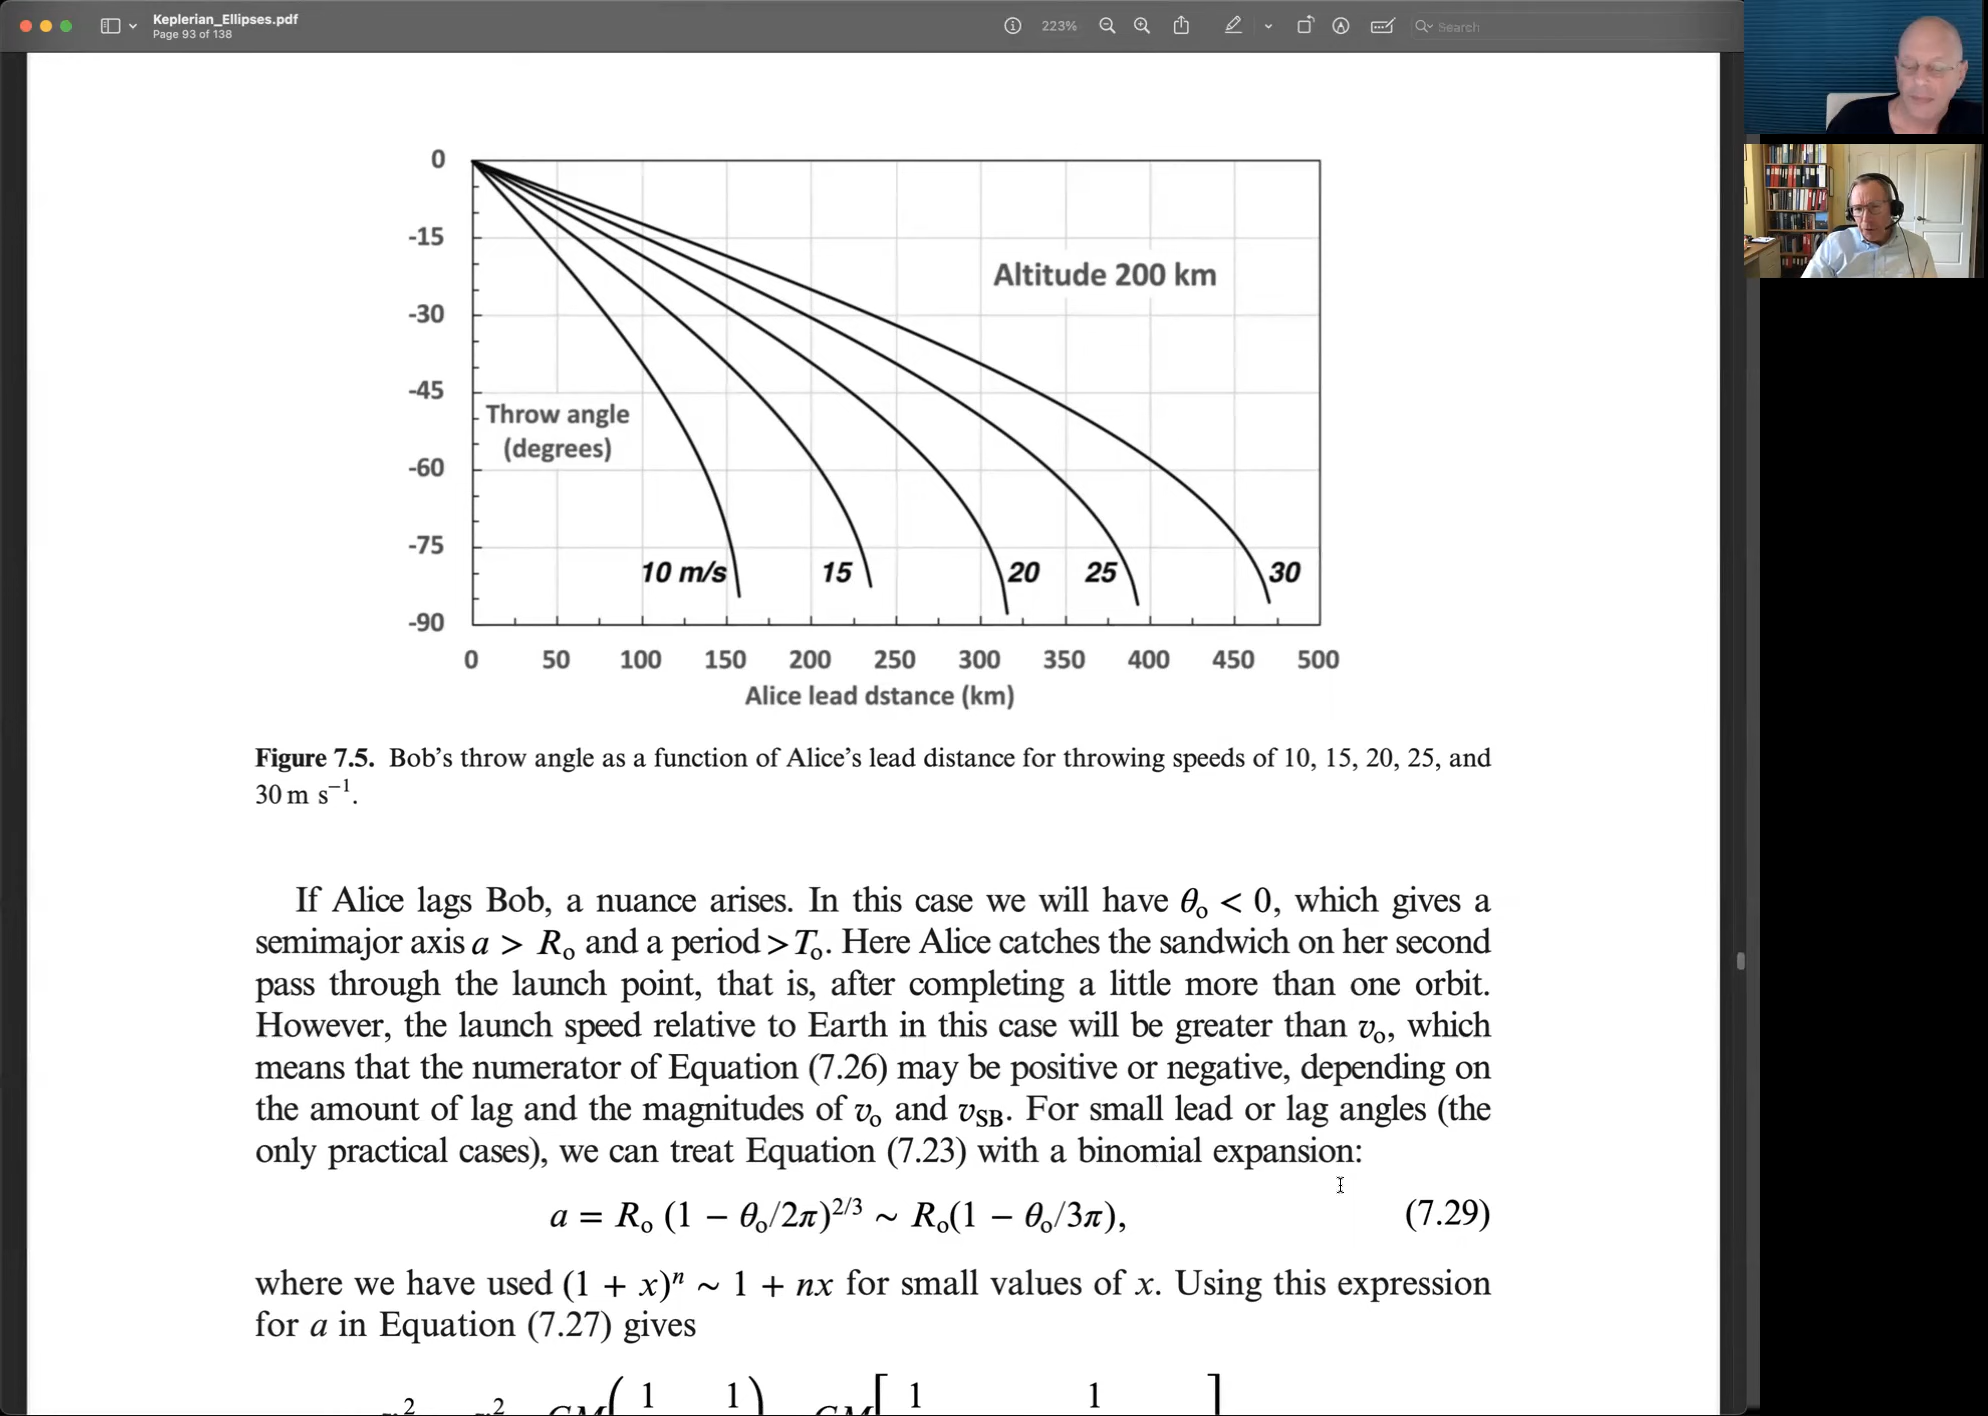 Keplerian_Ellipses.pdf
Page 93 of 138
223%
Search
0
-15
-30
-45
-60
-75
-90
Altitude 200 km
Throw angle
(degrees)
10 m/s 15 20 25 30
0 50 100 150 200 250 300 350 400 450 500
Alice lead dstance (km)
Figure 7.5. Bob's throw angle as a function of Alice's lead distance for throwing speeds of 10, 15, 20, 25, and
30 m s⁻¹.
If Alice lags Bob, a nuance arises. In this case we will have θₒ < 0, which gives a
semimajor axis a > Rₒ and a period > Tₒ. Here Alice catches the sandwich on her second
pass through the launch point, that is, after completing a little more than one orbit.
However, the launch speed relative to Earth in this case will be greater than vₒ, which
means that the numerator of Equation (7.26) may be positive or negative, depending on
the amount of lag and the magnitudes of vₒ and v_SB. For small lead or lag angles (the
only practical cases), we can treat Equation (7.23) with a binomial expansion:
a = Rₒ (1 − θₒ/2π)^2/3 ~ Rₒ(1 − θₒ/3π), (7.29)
where we have used (1 + x)ⁿ ~ 1 + nx for small values of x. Using this expression
for a in Equation (7.27) gives